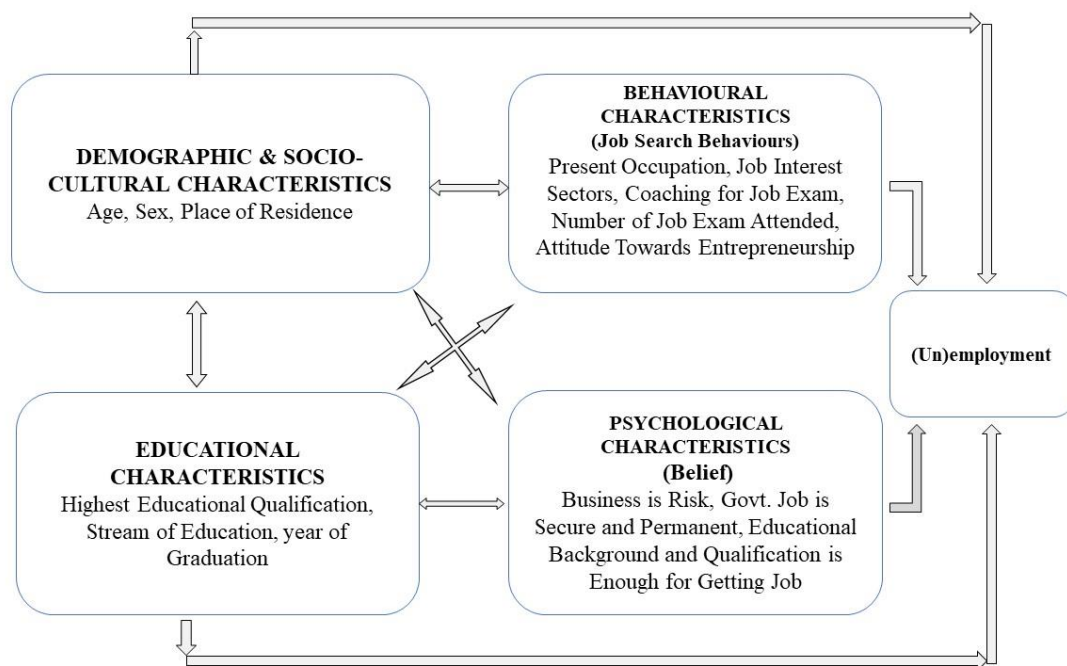 DEMOGRAPHIC & SOCIO-
CULTURAL CHARACTERISTICS
Age, Sex, Place of Residence
BEHAVIOURAL
CHARACTERISTICS
(Job Search Behaviours)
Present Occupation, Job Interest
Sectors, Coaching for Job Exam,
Number of Job Exam Attended,
Attitude Towards Entrepreneurship
(Un)employment
EDUCATIONAL
CHARACTERISTICS
Highest Educational Qualification,
Stream of Education, year of
Graduation
PSYCHOLOGICAL
CHARACTERISTICS
(Belief)
Business is Risk, Govt. Job is
Secure and Permanent, Educational
Background and Qualification is
Enough for Getting Job